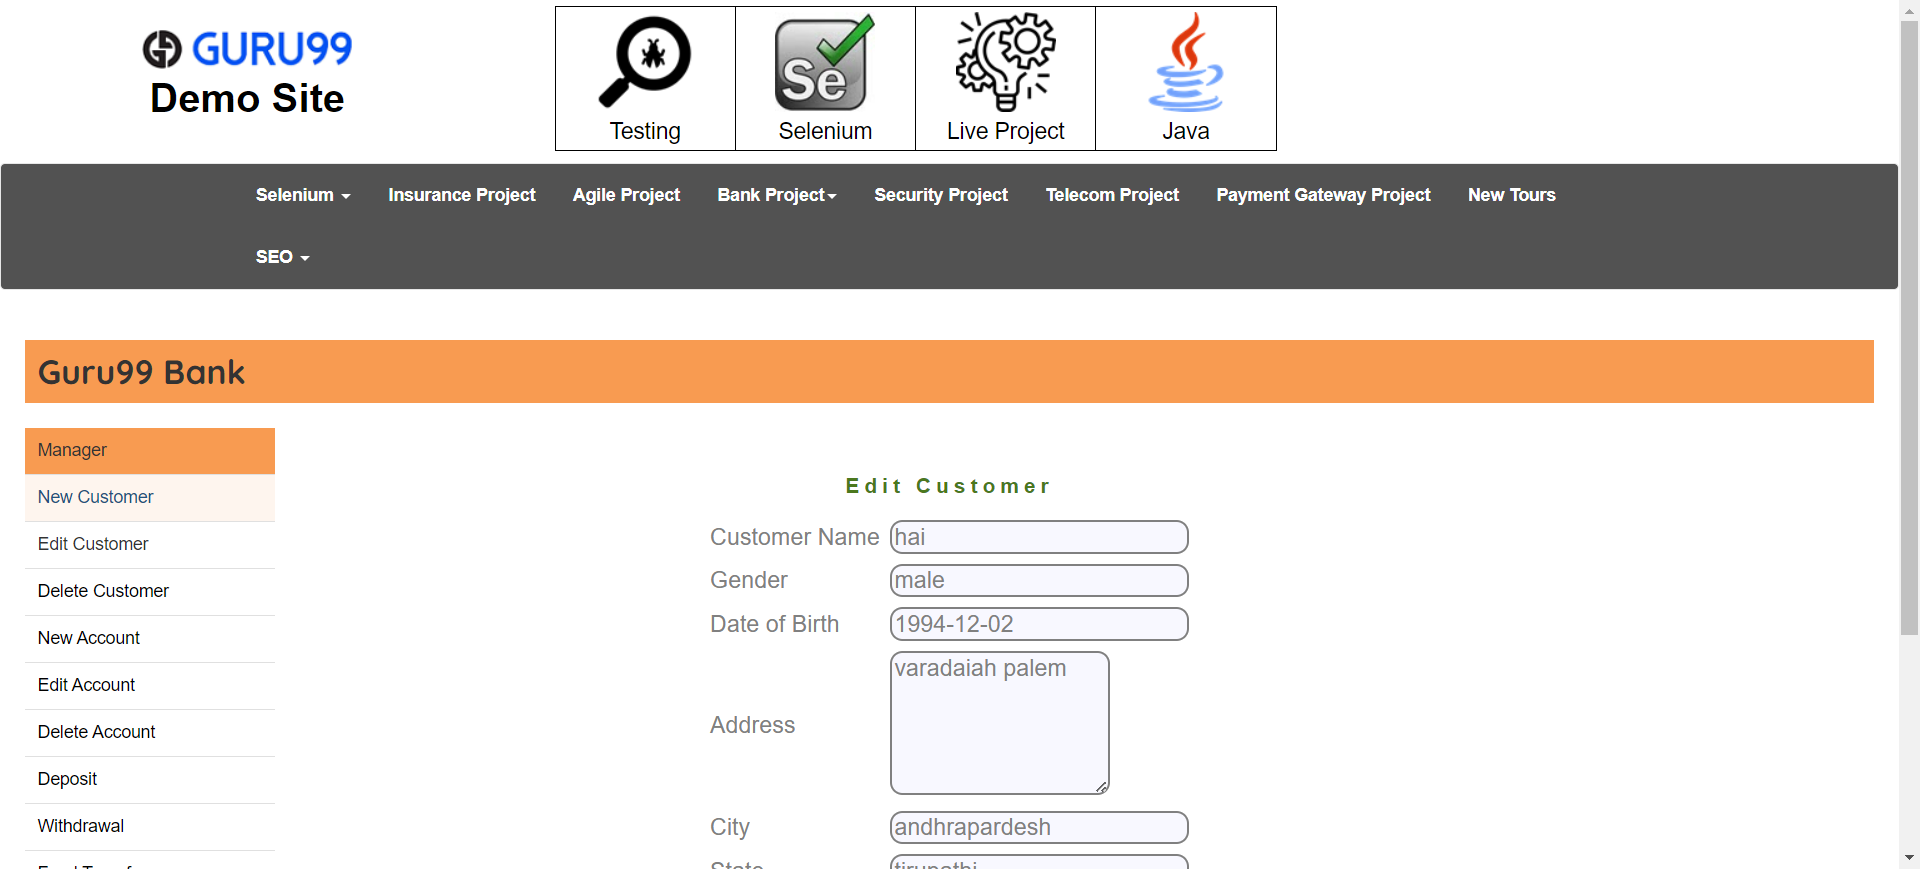 GURU99
Demo Site
Testing
Se
Selenium
Live Project
Java
Selenium
Insurance Project
Agile Project
Bank Project
Security Project
Telecom Project
Payment Gateway Project
New Tours
SEO
Guru99 Bank
Manager
New Customer
Edit Customer
Delete Customer
New Account
Edit Account
Delete Account
Deposit
Withdrawal
Edit Customer
Customer Name hai
Gender male
Date of Birth 1994-12-02
Address varadaiah palem
City andhrapardesh
State tirupathi